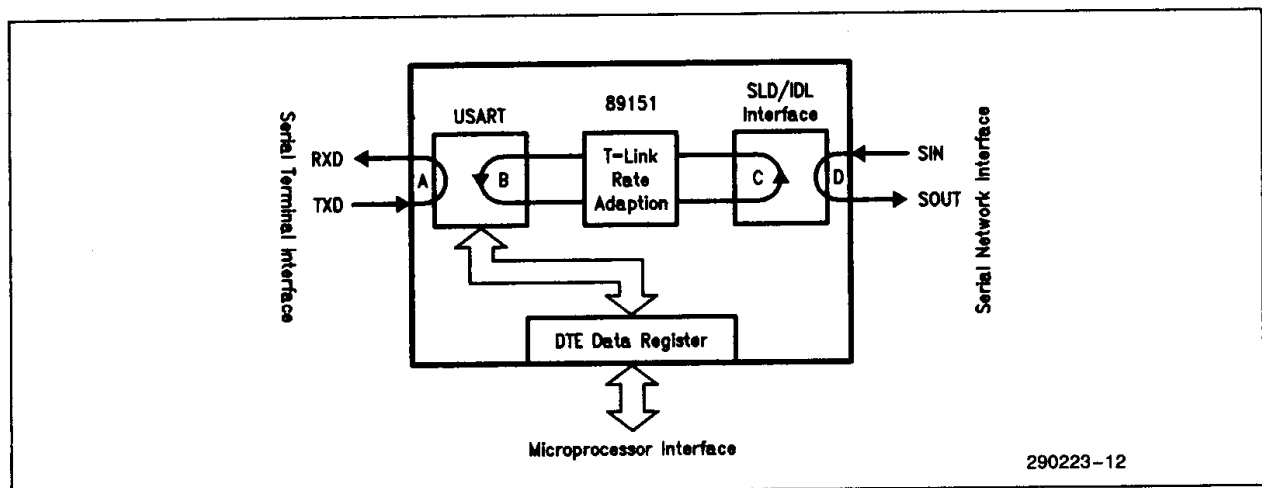 89151
SLD/IDL
Interface
USART
Serial Terminal Interface
RXD
TXD
A
B
T-Link
Rate
Adaption
C
D
SIN
SOUT
Serial Network Interface
DTE Data Register
Microprocessor Interface
290223-12